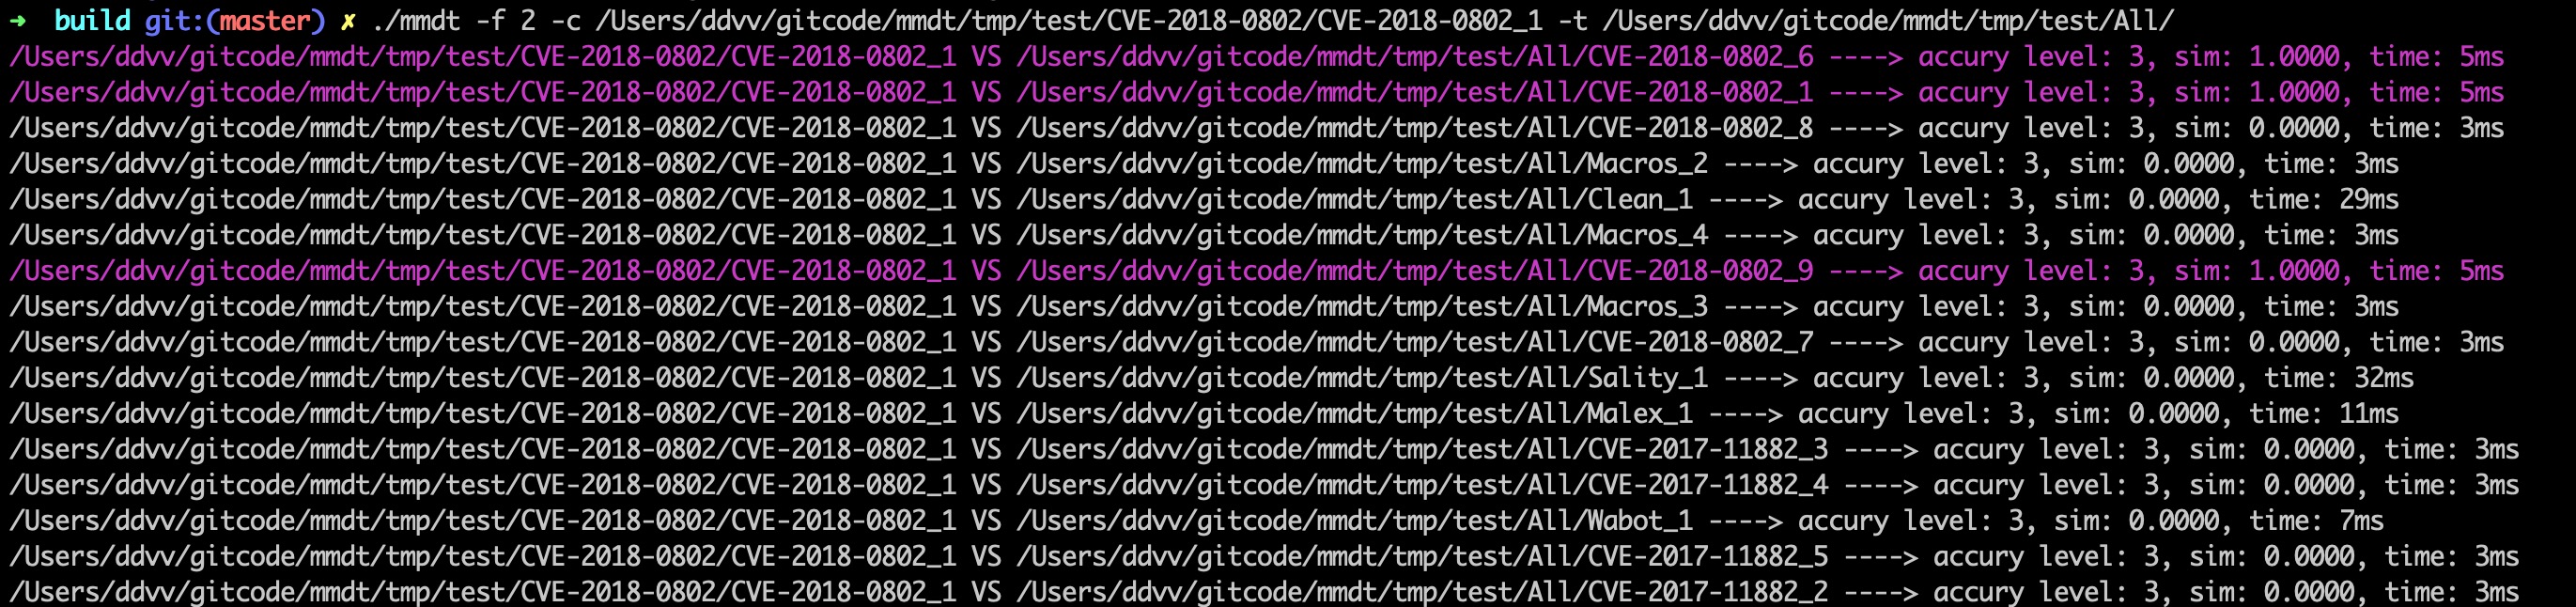 ➜  build git:(master) ✗ ./mmdt -f 2 -c /Users/ddvv/gitcode/mmdt/tmp/test/CVE-2018-0802/CVE-2018-0802_1 -t /Users/ddvv/gitcode/mmdt/tmp/test/All/
/Users/ddvv/gitcode/mmdt/tmp/test/CVE-2018-0802/CVE-2018-0802_1 VS /Users/ddvv/gitcode/mmdt/tmp/test/All/CVE-2018-0802_6 ----> accury level: 3, sim: 1.0000, time: 5ms
/Users/ddvv/gitcode/mmdt/tmp/test/CVE-2018-0802/CVE-2018-0802_1 VS /Users/ddvv/gitcode/mmdt/tmp/test/All/CVE-2018-0802_1 ----> accury level: 3, sim: 1.0000, time: 5ms
/Users/ddvv/gitcode/mmdt/tmp/test/CVE-2018-0802/CVE-2018-0802_1 VS /Users/ddvv/gitcode/mmdt/tmp/test/All/CVE-2018-0802_8 ----> accury level: 3, sim: 0.0000, time: 3ms
/Users/ddvv/gitcode/mmdt/tmp/test/CVE-2018-0802/CVE-2018-0802_1 VS /Users/ddvv/gitcode/mmdt/tmp/test/All/Macros_2 ----> accury level: 3, sim: 0.0000, time: 3ms
/Users/ddvv/gitcode/mmdt/tmp/test/CVE-2018-0802/CVE-2018-0802_1 VS /Users/ddvv/gitcode/mmdt/tmp/test/All/Clean_1 ----> accury level: 3, sim: 0.0000, time: 29ms
/Users/ddvv/gitcode/mmdt/tmp/test/CVE-2018-0802/CVE-2018-0802_1 VS /Users/ddvv/gitcode/mmdt/tmp/test/All/Macros_4 ----> accury level: 3, sim: 0.0000, time: 3ms
/Users/ddvv/gitcode/mmdt/tmp/test/CVE-2018-0802/CVE-2018-0802_1 VS /Users/ddvv/gitcode/mmdt/tmp/test/All/CVE-2018-0802_9 ----> accury level: 3, sim: 1.0000, time: 5ms
/Users/ddvv/gitcode/mmdt/tmp/test/CVE-2018-0802/CVE-2018-0802_1 VS /Users/ddvv/gitcode/mmdt/tmp/test/All/Macros_3 ----> accury level: 3, sim: 0.0000, time: 3ms
/Users/ddvv/gitcode/mmdt/tmp/test/CVE-2018-0802/CVE-2018-0802_1 VS /Users/ddvv/gitcode/mmdt/tmp/test/All/CVE-2018-0802_7 ----> accury level: 3, sim: 0.0000, time: 3ms
/Users/ddvv/gitcode/mmdt/tmp/test/CVE-2018-0802/CVE-2018-0802_1 VS /Users/ddvv/gitcode/mmdt/tmp/test/All/Sality_1 ----> accury level: 3, sim: 0.0000, time: 32ms
/Users/ddvv/gitcode/mmdt/tmp/test/CVE-2018-0802/CVE-2018-0802_1 VS /Users/ddvv/gitcode/mmdt/tmp/test/All/Malex_1 ----> accury level: 3, sim: 0.0000, time: 11ms
/Users/ddvv/gitcode/mmdt/tmp/test/CVE-2018-0802/CVE-2018-0802_1 VS /Users/ddvv/gitcode/mmdt/tmp/test/All/CVE-2017-11882_3 ----> accury level: 3, sim: 0.0000, time: 3ms
/Users/ddvv/gitcode/mmdt/tmp/test/CVE-2018-0802/CVE-2018-0802_1 VS /Users/ddvv/gitcode/mmdt/tmp/test/All/CVE-2017-11882_4 ----> accury level: 3, sim: 0.0000, time: 3ms
/Users/ddvv/gitcode/mmdt/tmp/test/CVE-2018-0802/CVE-2018-0802_1 VS /Users/ddvv/gitcode/mmdt/tmp/test/All/Wabot_1 ----> accury level: 3, sim: 0.0000, time: 7ms
/Users/ddvv/gitcode/mmdt/tmp/test/CVE-2018-0802/CVE-2018-0802_1 VS /Users/ddvv/gitcode/mmdt/tmp/test/All/CVE-2017-11882_5 ----> accury level: 3, sim: 0.0000, time: 3ms
/Users/ddvv/gitcode/mmdt/tmp/test/CVE-2018-0802/CVE-2018-0802_1 VS /Users/ddvv/gitcode/mmdt/tmp/test/All/CVE-2017-11882_2 ----> accury level: 3, sim: 0.0000, time: 3ms